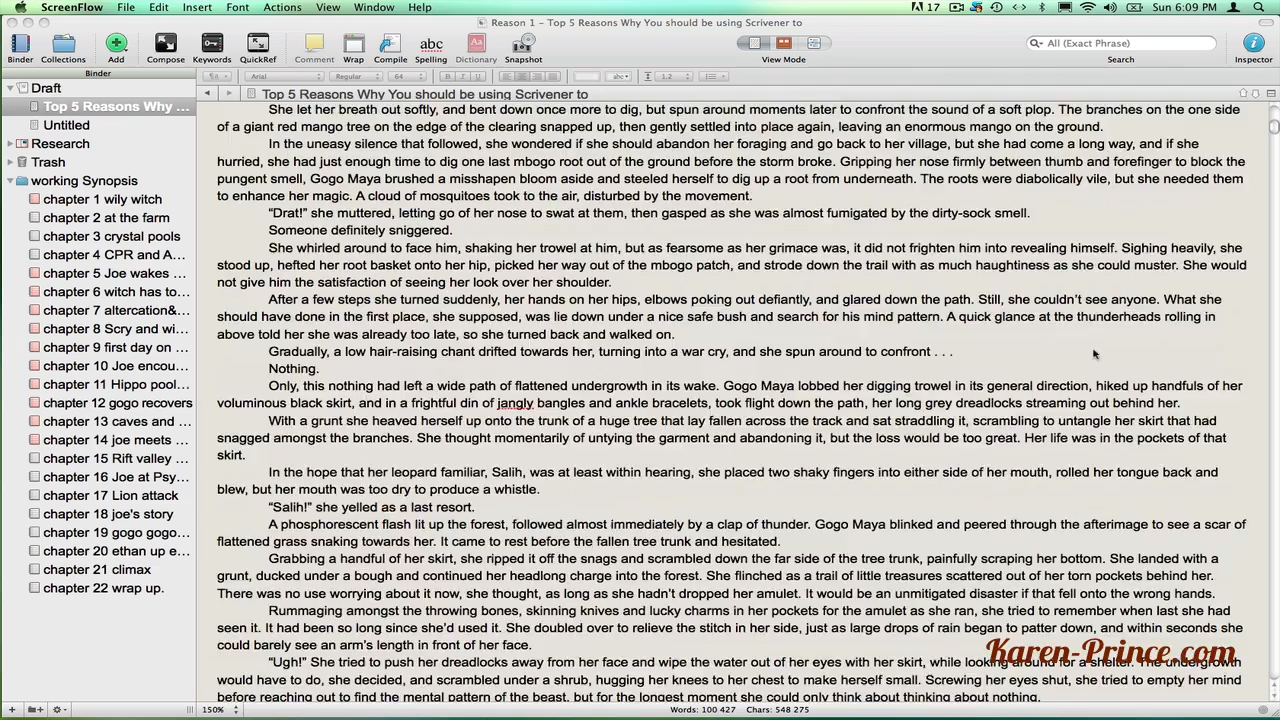 ScreenFlow File Edit View Font Actions View Window Help 17 Sun 6:09 PM
Reason 1 - Top 5 Reasons Why You should be using Scrivener to
Binder Collections Add Compose Keywords QuickRef Comment Wrap Compile Spelling Dictionary Snapshot View Mode Search Inspector
All (Exact Phrase)
abc
Aa
Binder
Arial Regular 64 B I U abc 1.2
Top 5 Reasons Why You should be using Scrivener to
Draft
Top 5 Reasons Why ...
Untitled
Research
Trash
working Synopsis
chapter 1 wily witch
chapter 2 at the farm
chapter 3 crystal pools
chapter 4 CPR and A...
chapter 5 Joe wakes ...
chapter 6 witch has to...
chapter 7 altercation&...
chapter 8 Scry and wi...
chapter 9 first day on ...
chapter 10 Joe encoun...
chapter 11 Hippo pool...
chapter 12 gogo recovers
chapter 13 caves and ...
chapter 14 joe meets ...
chapter 15 Rift valley ...
chapter 16 Joe at Psy...
chapter 17 Lion attack
chapter 18 joe's story
chapter 19 gogo gogo...
chapter 20 ethan up e...
chapter 21 climax
chapter 22 wrap up.
She let her breath out softly, and bent down once more to dig, but spun around moments later to confront the sound of a soft plop. The branches on the one side
of a giant red mango tree on the edge of the clearing snapped up, then gently settled into place again, leaving an enormous mango on the ground.
In the uneasy silence that followed, she wondered if she should abandon her foraging and go back to her village, but she had come a long way, and if she
hurried, she had just enough time to dig one last mbogo root out of the ground before the storm broke. Gripping her nose firmly between thumb and forefinger to block the
pungent smell, Gogo Maya brushed a misshapen bloom aside and steeled herself to dig up a root from underneath. The roots were diabolically vile, but she needed them
to enhance her magic. A cloud of mosquitoes took to the air, disturbed by the movement.
“Drat!” she muttered, letting go of her nose to swat at them, then gasped as she was almost fumigated by the dirty-sock smell.
Someone definitely sniggered.
She whirled around to face him, shaking her trowel at him, but as fearsome as her grimace was, it did not frighten him into revealing himself. Sighing heavily, she
stood up, hefted her root basket onto her hip, picked her way out of the mbogo patch, and strode down the trail with as much haughtiness as she could muster. She would
not give him the satisfaction of seeing her look over her shoulder.
After a few steps she turned suddenly, her hands on her hips, elbows poking out defiantly, and glared down the path. Still, she couldn’t see anyone. What she
should have done in the first place, she supposed, was lie down under a nice safe bush and search for his mind pattern. A quick glance at the thunderheads rolling in
above told her she was already too late, so she turned back and walked on.
Gradually, a low hair-raising chant drifted towards her, turning into a war cry, and she spun around to confront . . .
Nothing.
Only, this nothing had left a wide path of flattened undergrowth in its wake. Gogo Maya lobbed her digging trowel in its general direction, hiked up handfuls of her
voluminous black skirt, and in a frightful din of jangly bangles and ankle bracelets, took flight down the path, her long grey dreadlocks streaming out behind her.
With a grunt she heaved herself up onto the trunk of a huge tree that lay fallen across the track and sat straddling it, scrambling to untangle her skirt that had
snagged amongst the branches. She thought momentarily of untying the garment and abandoning it, but the loss would be too great. Her life was in the pockets of that
skirt.
In the hope that her leopard familiar, Salih, was at least within hearing, she placed two shaky fingers into either side of her mouth, rolled her tongue back and
blew, but her mouth was too dry to produce a whistle.
“Salih!” she yelled as a last resort.
A phosphorescent flash lit up the forest, followed almost immediately by a clap of thunder. Gogo Maya blinked and peered through the afterimage to see a scar of
flattened grass snaking towards her. It came to rest before the fallen tree trunk and hesitated.
Grabbing a handful of her skirt, she ripped it off the snags and scrambled down the far side of the tree trunk, painfully scraping her bottom. She landed with a
grunt, ducked under a bough and continued her headlong charge into the forest. She flinched as a trail of little treasures scattered out of her torn pockets behind her.
There was no use worrying about it now, she thought, as long as she hadn’t dropped her amulet. It would be an unmitigated disaster if that fell onto the wrong hands.
Rummaging amongst the throwing bones, skinning knives and lucky charms in her pockets for the amulet as she ran, she tried to remember when last she had
seen it. It had been so long since she’d used it. She doubled over to relieve the stitch in her side, just as large drops of rain began to patter down, and within seconds she
could barely see an arm’s length in front of her face.
“Ugh!” She tried to push her dreadlocks away from her face and wipe the water out of her eyes with her skirt, while looking around for a shelter. The undergrowth
would have to do, she decided, and scrambled under a shrub, hugging her knees to her chest to make herself small. Screwing her eyes shut, she tried to empty her mind
before reaching out to find the mental pattern of the beast, but for the longest moment she could only think about thinking about nothing.
Karen-Prince.com
150% Words: 100 427 Chars: 548 275